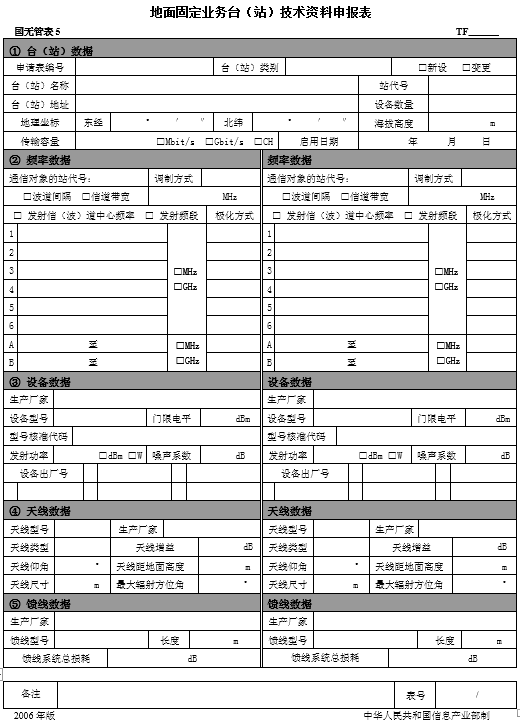 地面固定业务台（站）技术资料申报表
国无管表5 TF______
① 台（站）数据
申请表编号 台（站）类别 □新设 □变更
台（站）名称 站代号
台（站）地址 设备数量
地理坐标 东经 ° ′ ″ 北纬 ° ′ ″ 海拔高度 m
传输容量 □Mbit/s □Gbit/s □CH 启用日期 年 月 日
② 频率数据 频率数据
通信对象的站代号： 调制方式 通信对象的站代号： 调制方式
□波道间隔 □信道带宽 MHz □波道间隔 □信道带宽 MHz
□ 发射信（波）道中心频率 □ 发射频段 极化方式 □ 发射信（波）道中心频率 □ 发射频段 极化方式
1 1
2 2
3 □MHz 3 □MHz
4 □GHz 4 □GHz
5 5
6 6
A 至 □MHz A 至 □MHz
B 至 □GHz B 至 □GHz
③ 设备数据 设备数据
生产厂家 生产厂家
设备型号 门限电平 dBm 设备型号 门限电平 dBm
型号核准代码 型号核准代码
发射功率 □dBm □W 噪声系数 dB 发射功率 □dBm □W 噪声系数 dB
设备出厂号 设备出厂号
④ 天线数据 天线数据
天线型号 生产厂家 天线型号 生产厂家
天线类型 天线增益 dB 天线类型 天线增益 dB
天线仰角 ° 天线距地面高度 m 天线仰角 ° 天线距地面高度 m
天线尺寸 m 最大辐射方位角 ° 天线尺寸 m 最大辐射方位角 °
⑤ 馈线数据 馈线数据
生产厂家 生产厂家
馈线型号 长度 m 馈线型号 长度 m
馈线系统总损耗 dB 馈线系统总损耗 dB
备注 表号 /
2006 年版 中华人民共和国信息产业部制